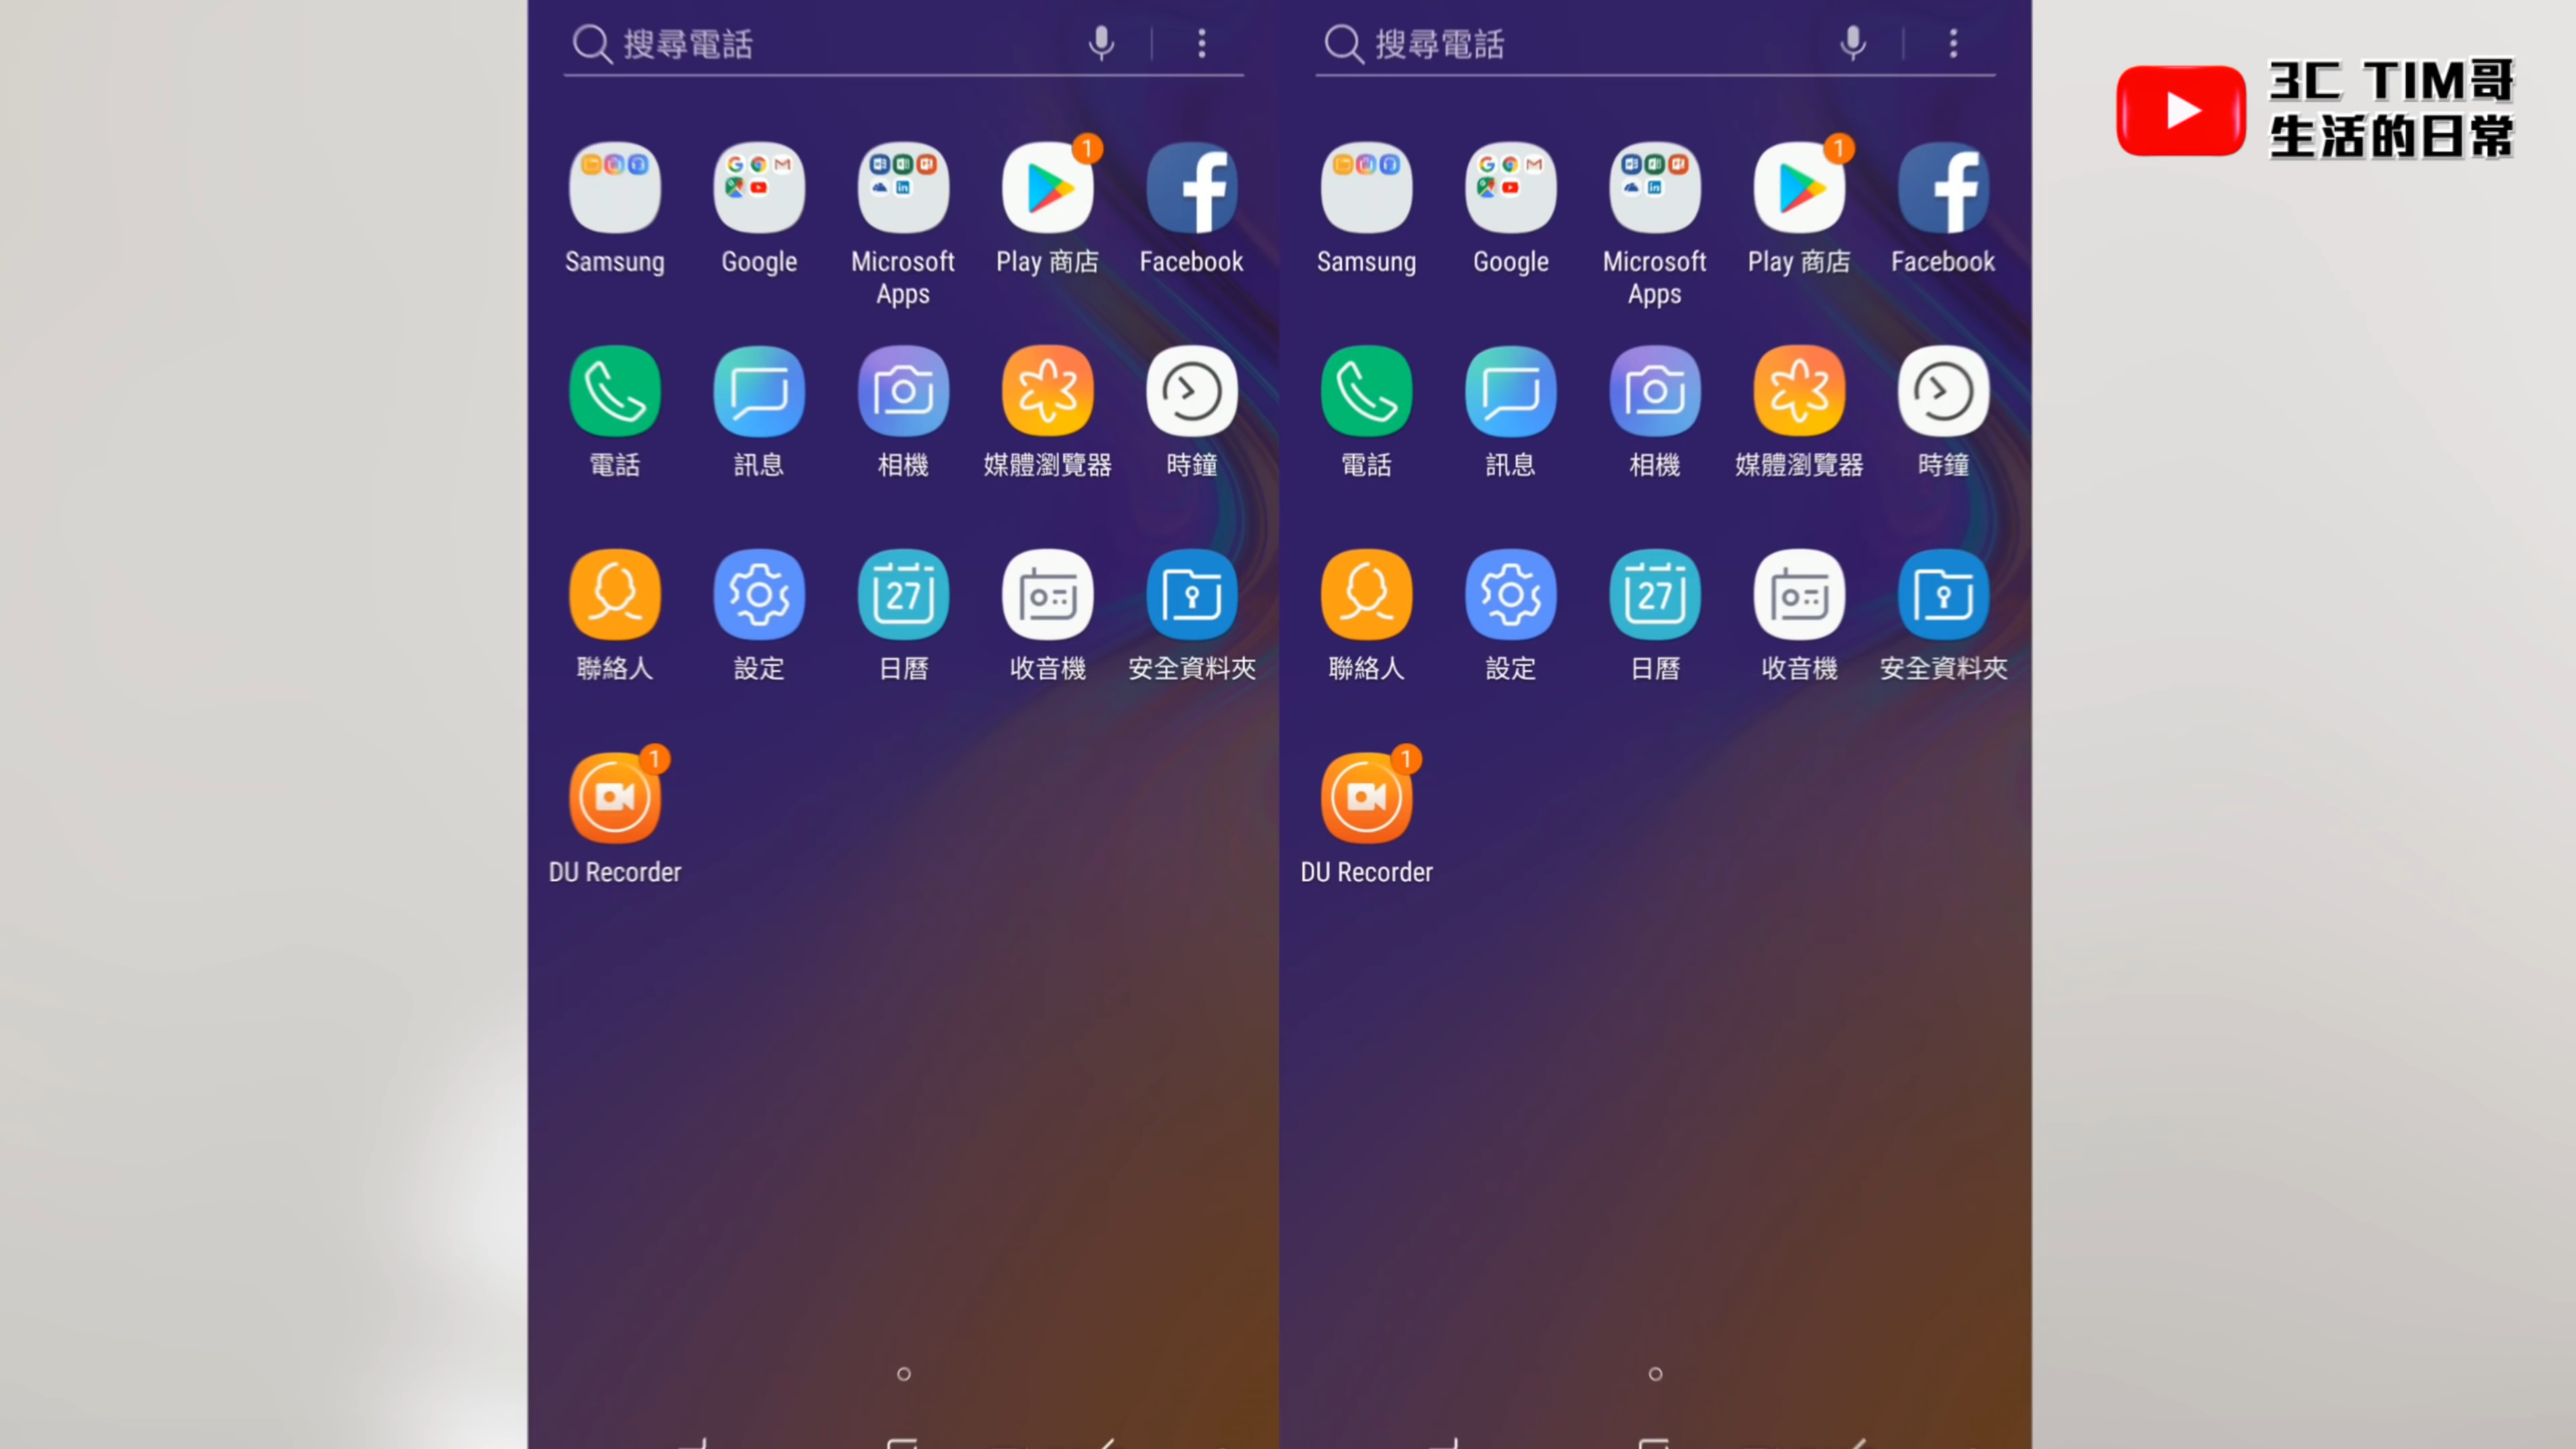 搜尋電話
Samsung
Google
Microsoft
Apps
Play 商店
1
Facebook
電話
訊息
相機
媒體瀏覽器
時鐘
聯絡人
設定
27
日曆
收音機
安全資料夾
1
DU Recorder
搜尋電話
Samsung
Google
Microsoft
Apps
Play 商店
1
Facebook
電話
訊息
相機
媒體瀏覽器
時鐘
聯絡人
設定
27
日曆
收音機
安全資料夾
1
DU Recorder
3C TIM哥
生活的日常